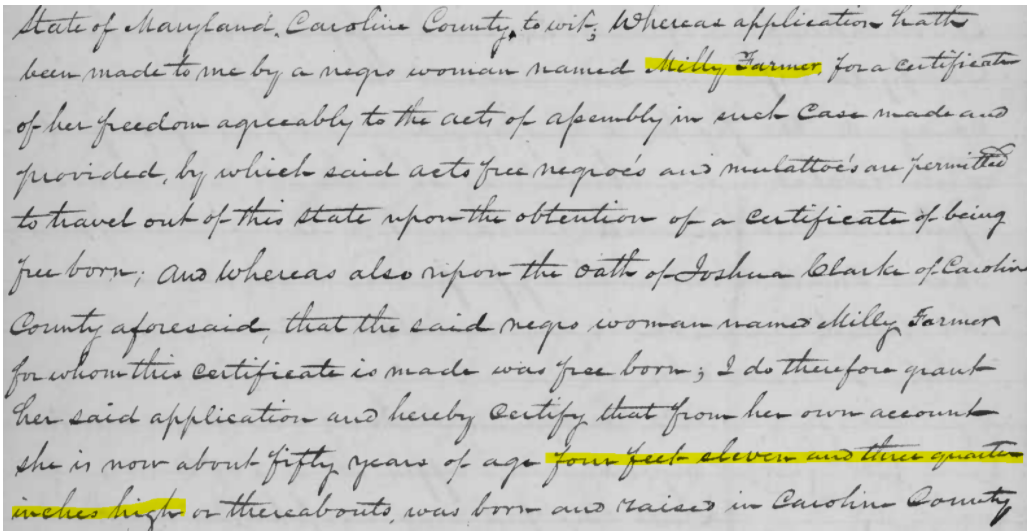 State of Maryland, Caroline County, to wit; Whereas application hath
been made to me by a negro woman named Milly Farmer, for a certificate
of her freedom agreeably to the acts of assembly in such case made and
provided, by which said acts free negroe's and mulattoe's are permitted
to travel out of this state upon the obtention of a certificate of being
free born; and whereas also upon the oath of Joshua Clarke of Caroline
County aforesaid, that the said negro woman named Milly Farmer
for whom this certificate is made was free born; I do therefore grant
her said application and hereby certify that from her own account
she is now about fifty years of age four feet eleven and three quarter
inches high or thereabouts, was born and raised in Caroline County